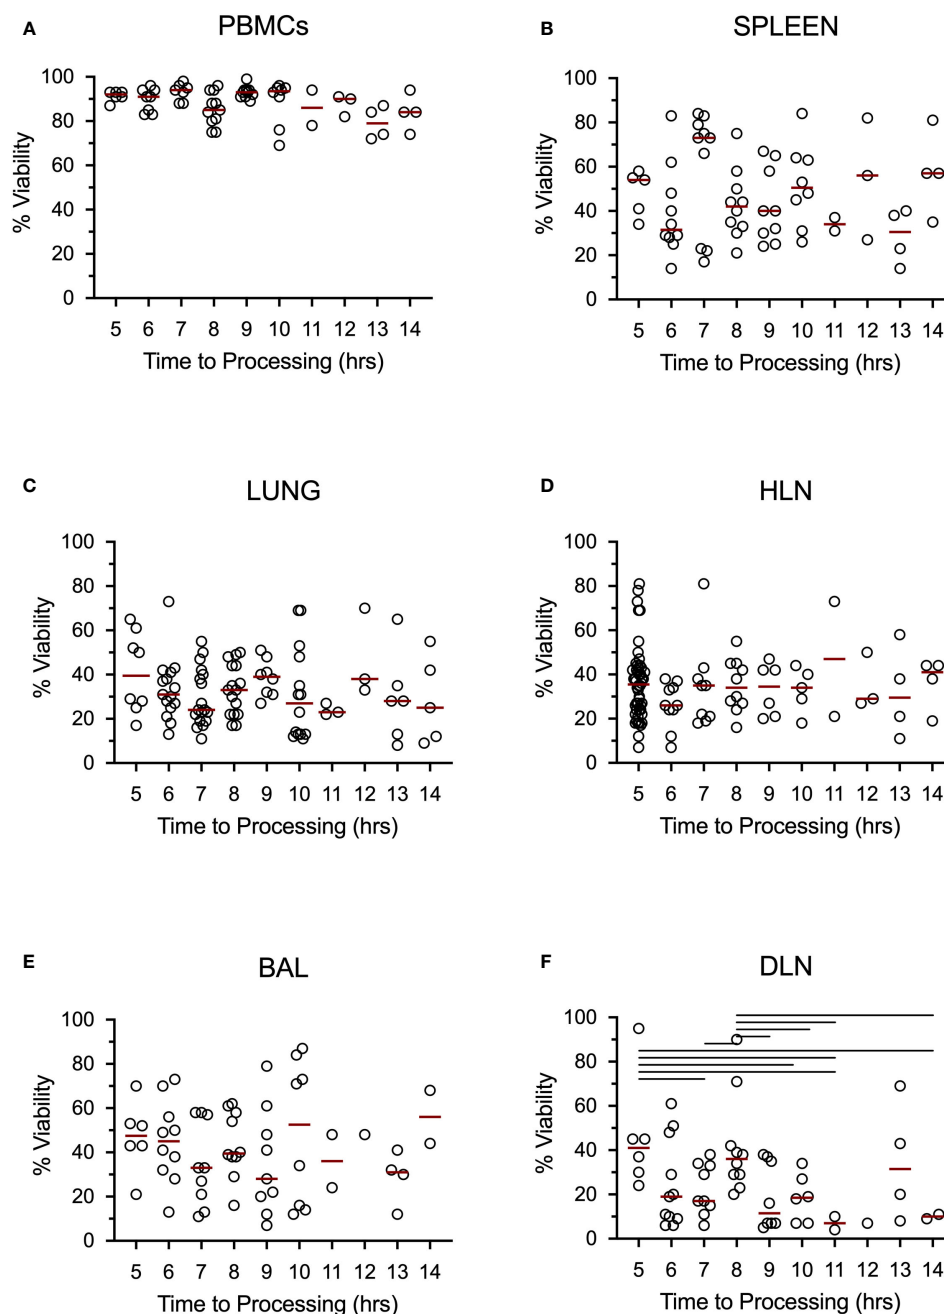 A
PBMCs
100
80
60
40
20
0
% Viability
5 6 7 8 9 10 11 12 13 14
Time to Processing (hrs)
B
SPLEEN
100
80
60
40
20
0
% Viability
5 6 7 8 9 10 11 12 13 14
Time to Processing (hrs)
C
LUNG
100
80
60
40
20
0
% Viability
5 6 7 8 9 10 11 12 13 14
Time to Processing (hrs)
D
HLN
100
80
60
40
20
0
% Viability
5 6 7 8 9 10 11 12 13 14
Time to Processing (hrs)
E
BAL
100
80
60
40
20
0
% Viability
5 6 7 8 9 10 11 12 13 14
Time to Processing (hrs)
F
DLN
100
80
60
40
20
0
% Viability
5 6 7 8 9 10 11 12 13 14
Time to Processing (hrs)